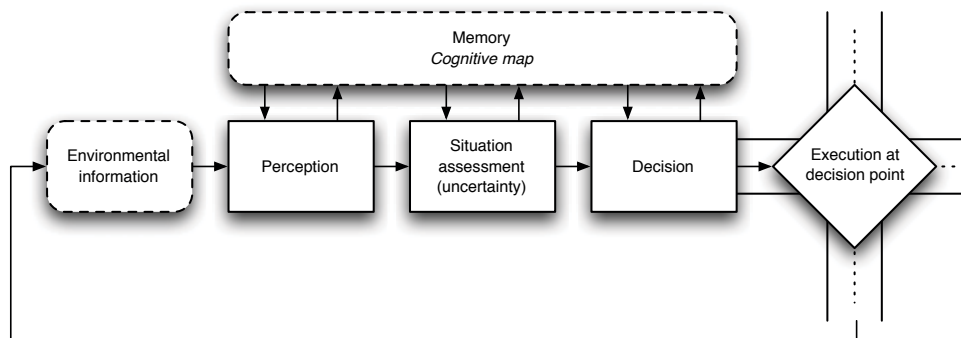 Memory
Cognitive map
Environmental
information
Perception
Situation
assessment
(uncertainty)
Decision
Execution at
decision point